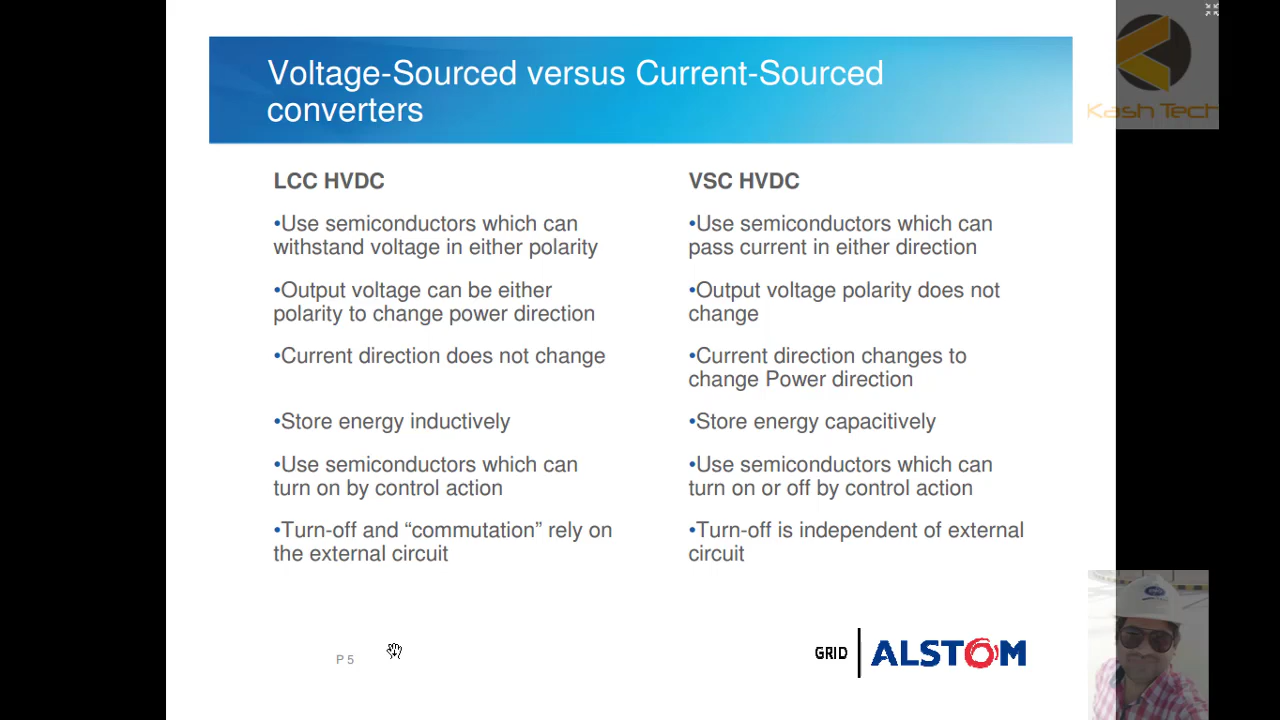 Voltage-Sourced versus Current-Sourced
converters
Kash Tech
LCC HVDC
•Use semiconductors which can
withstand voltage in either polarity
•Output voltage can be either
polarity to change power direction
•Current direction does not change
•Store energy inductively
•Use semiconductors which can
turn on by control action
•Turn-off and “commutation” rely on
the external circuit
VSC HVDC
•Use semiconductors which can
pass current in either direction
•Output voltage polarity does not
change
•Current direction changes to
change Power direction
•Store energy capacitively
•Use semiconductors which can
turn on or off by control action
•Turn-off is independent of external
circuit
P 5
GRID
ALSTOM